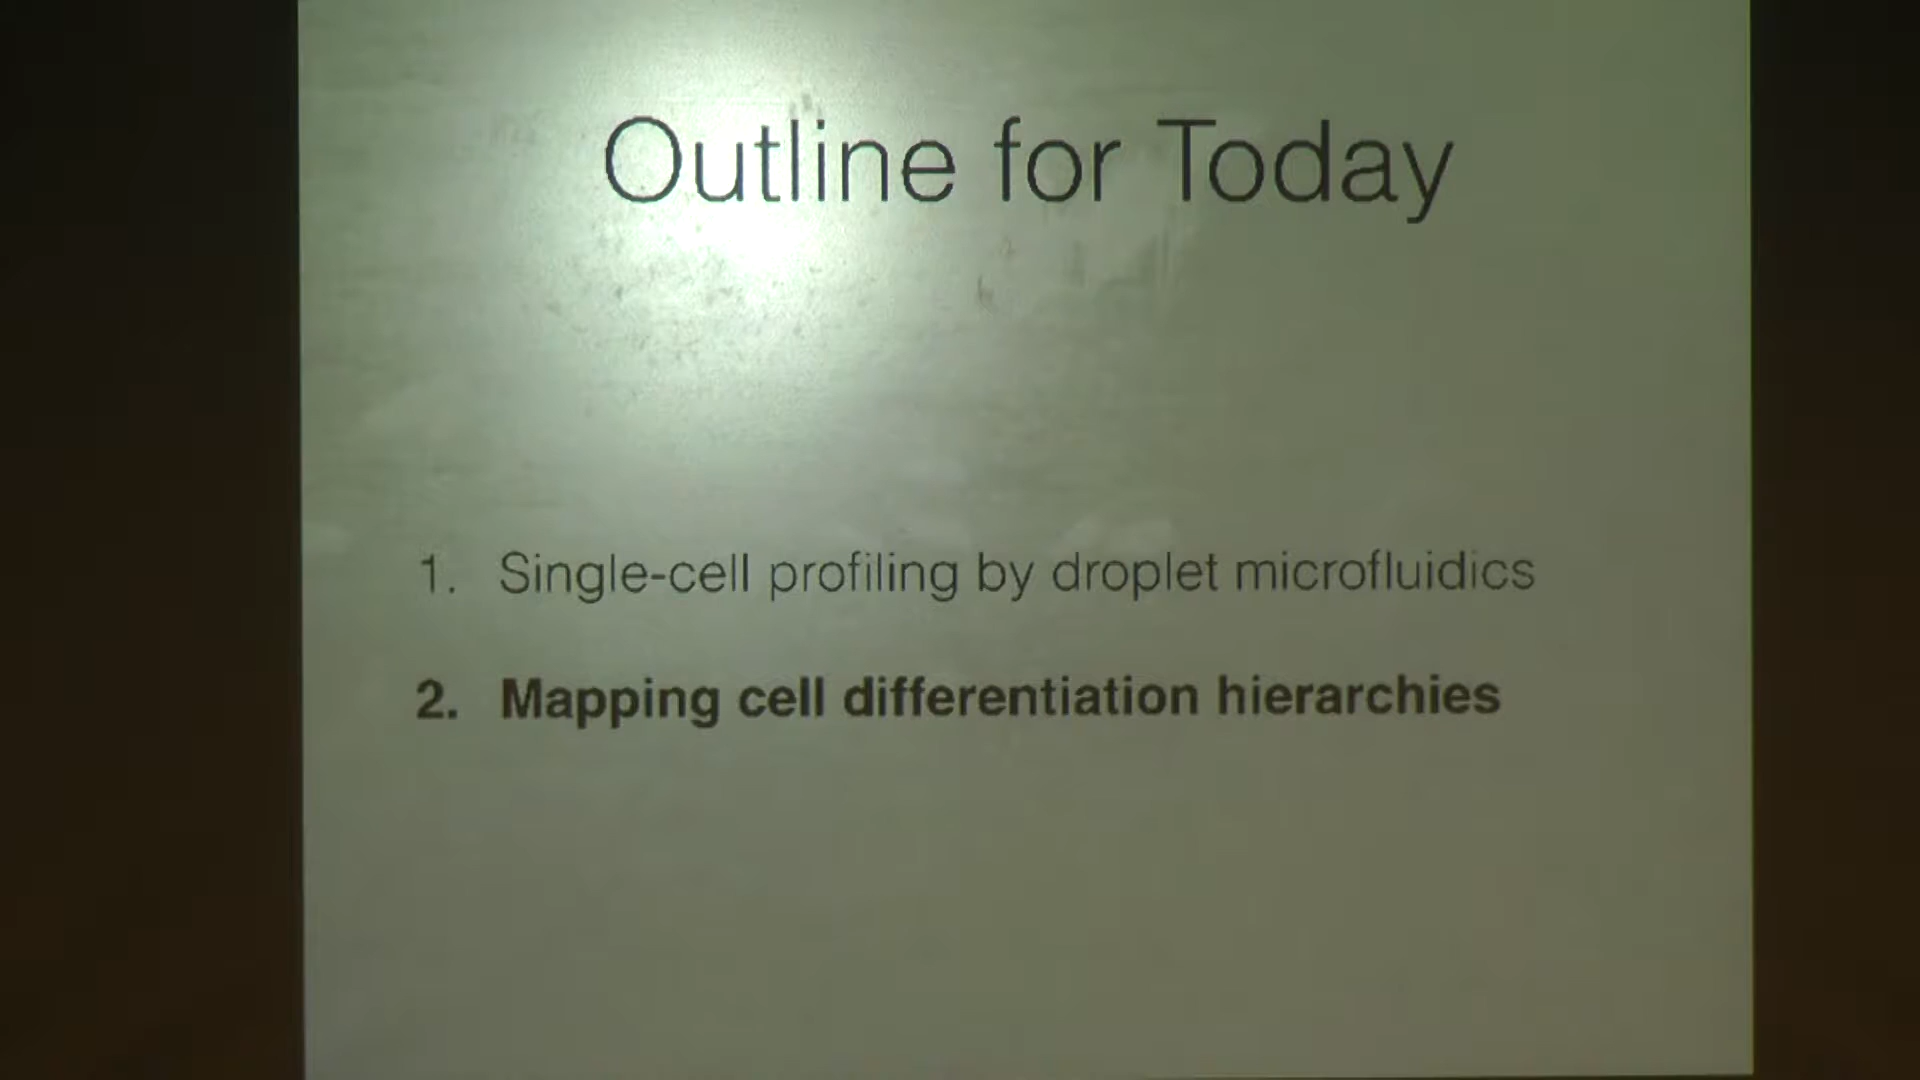 Outline for Today
1. Single-cell profiling by droplet microfluidics
2. Mapping cell differentiation hierarchies